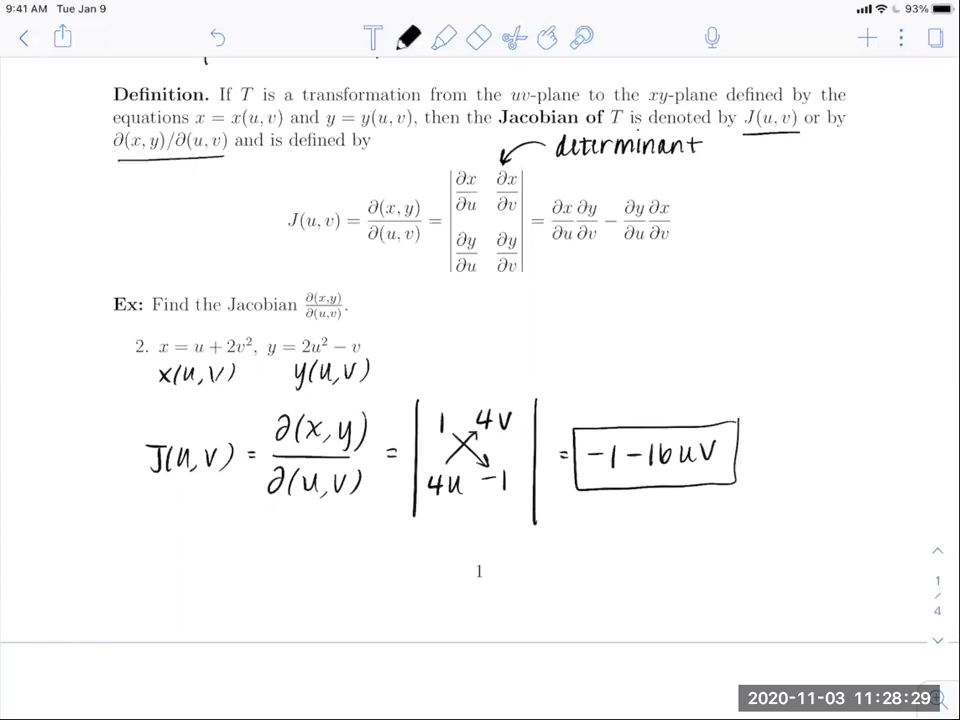 9:41 AM Tue Jan 9 93%
Definition. If T is a transformation from the uv-plane to the xy-plane defined by the
equations x = x(u, v) and y = y(u, v), then the Jacobian of T is denoted by J(u, v) or by
∂(x, y)/∂(u, v) and is defined by
determinant
J(u, v) = ∂(x, y)/∂(u, v) = | ∂x/∂u ∂x/∂v ; ∂y/∂u ∂y/∂v | = ∂x/∂u ∂y/∂v − ∂y/∂u ∂x/∂v
Ex: Find the Jacobian ∂(x,y)/∂(u,v).
2. x = u + 2v², y = 2u² − v
x(u,v) y(u,v)
J(u,v) = ∂(x,y)/∂(u,v) = | 1 4v ; 4u -1 | = -1 - 16uv
1
1
/
4
2020-11-03 11:28:29